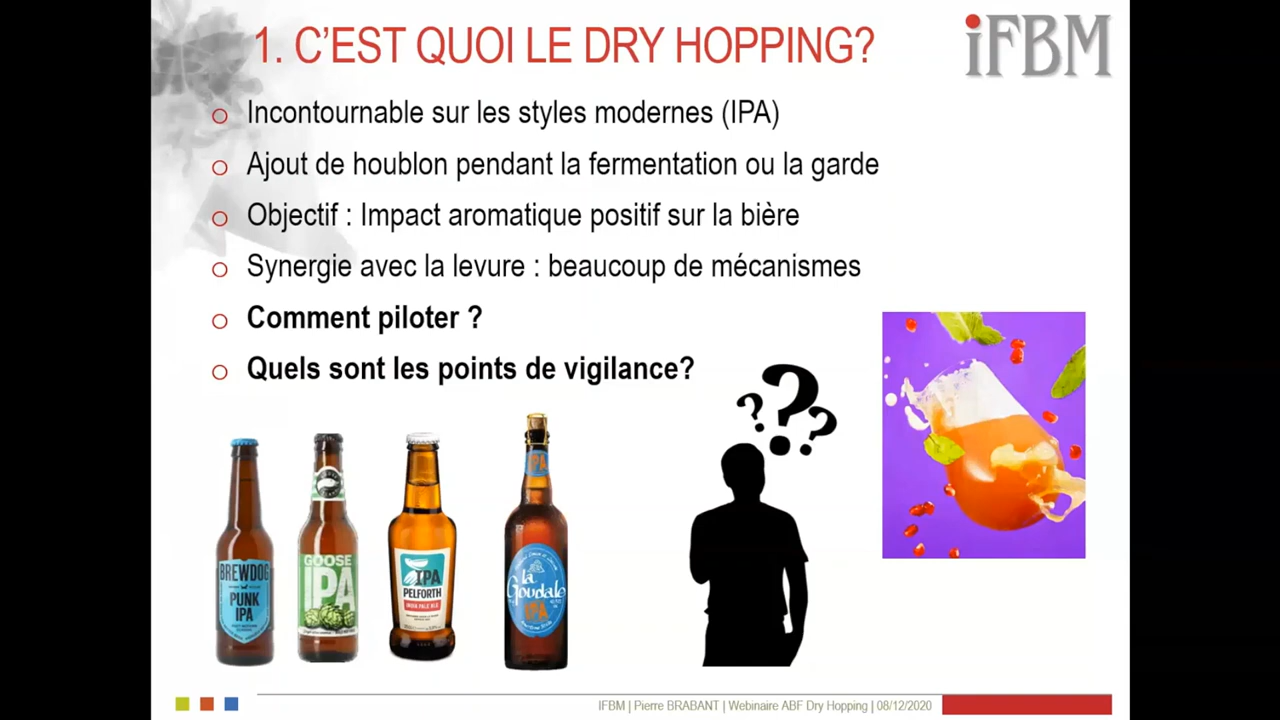 1. C'EST QUOI LE DRY HOPPING?
iFBM
Incontournable sur les styles modernes (IPA)
Ajout de houblon pendant la fermentation ou la garde
Objectif : Impact aromatique positif sur la bière
Synergie avec la levure : beaucoup de mécanismes
Comment piloter ?
Quels sont les points de vigilance?
? ? ?
BREWDOG
PUNK
IPA
GOOSE
IPA
IPA
PELFORTH
INDIA PALE ALE
IPA
la
Goudale
IPA
IFBM | Pierre BRABANT | Webinaire ABF Dry Hopping | 08/12/2020